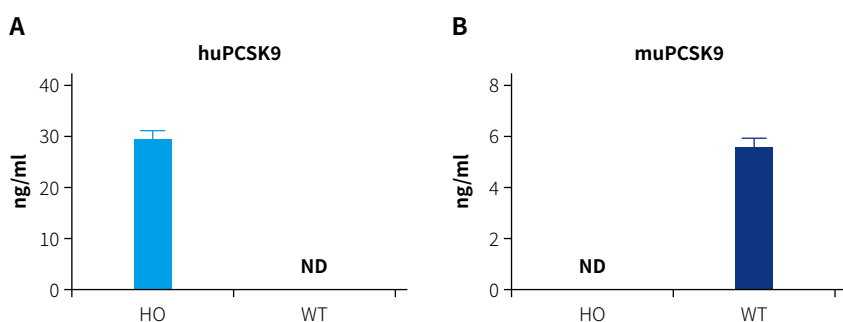 A
huPCSK9
ng/ml
40
30
20
10
0
ND
HO WT
B
muPCSK9
ng/ml
8
6
4
2
0
ND
HO WT